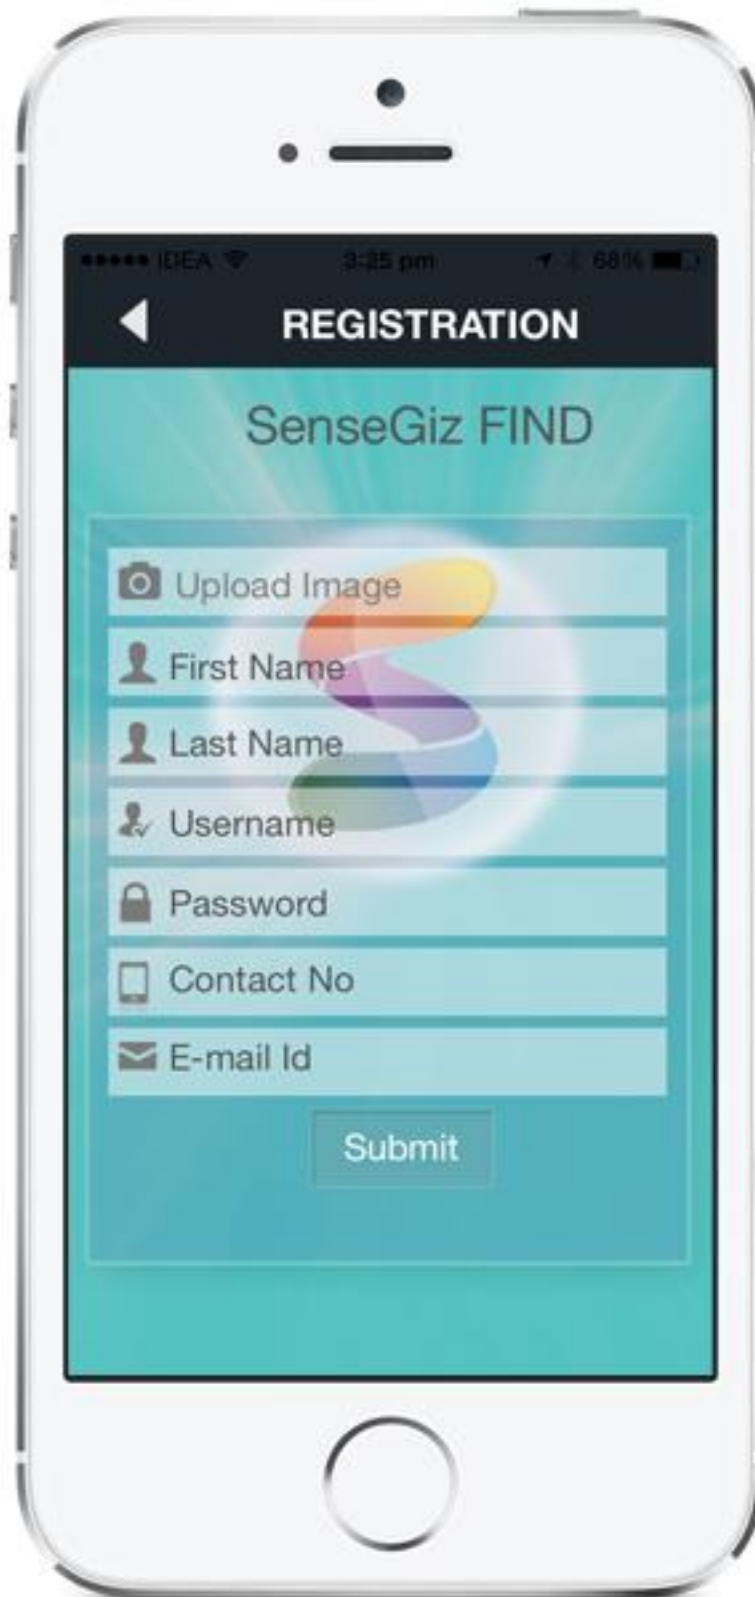 IDEA 3:25 pm 68%
REGISTRATION
SenseGiz FIND
Upload Image
First Name
Last Name
Username
Password
Contact No
E-mail Id
Submit